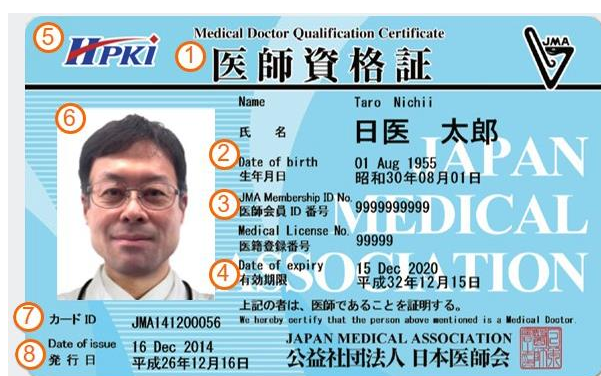 ⑤ HPKI
Medical Doctor Qualification Certificate
① 医師資格証
JMA
⑥
Name Taro Nichii
氏 名 日医 太郎
②
Date of birth 01 Aug 1955
生年月日 昭和30年08月01日
③
JMA Membership ID No.
医師会員 ID 番号 9999999999
Medical License No.
医籍登録番号 99999
④
Date of expiry 15 Dec 2020
有効期限 平成32年12月15日
JAPAN
MEDICAL
ASSOCIATION
上記の者は、医師であることを証明する。
We hereby certify that the person above mentioned is a Medical Doctor.
⑦ カード ID JMA141200056
⑧
Date of issue 16 Dec 2014
発 行 日 平成26年12月16日
JAPAN MEDICAL ASSOCIATION
公益社団法人 日本医師会